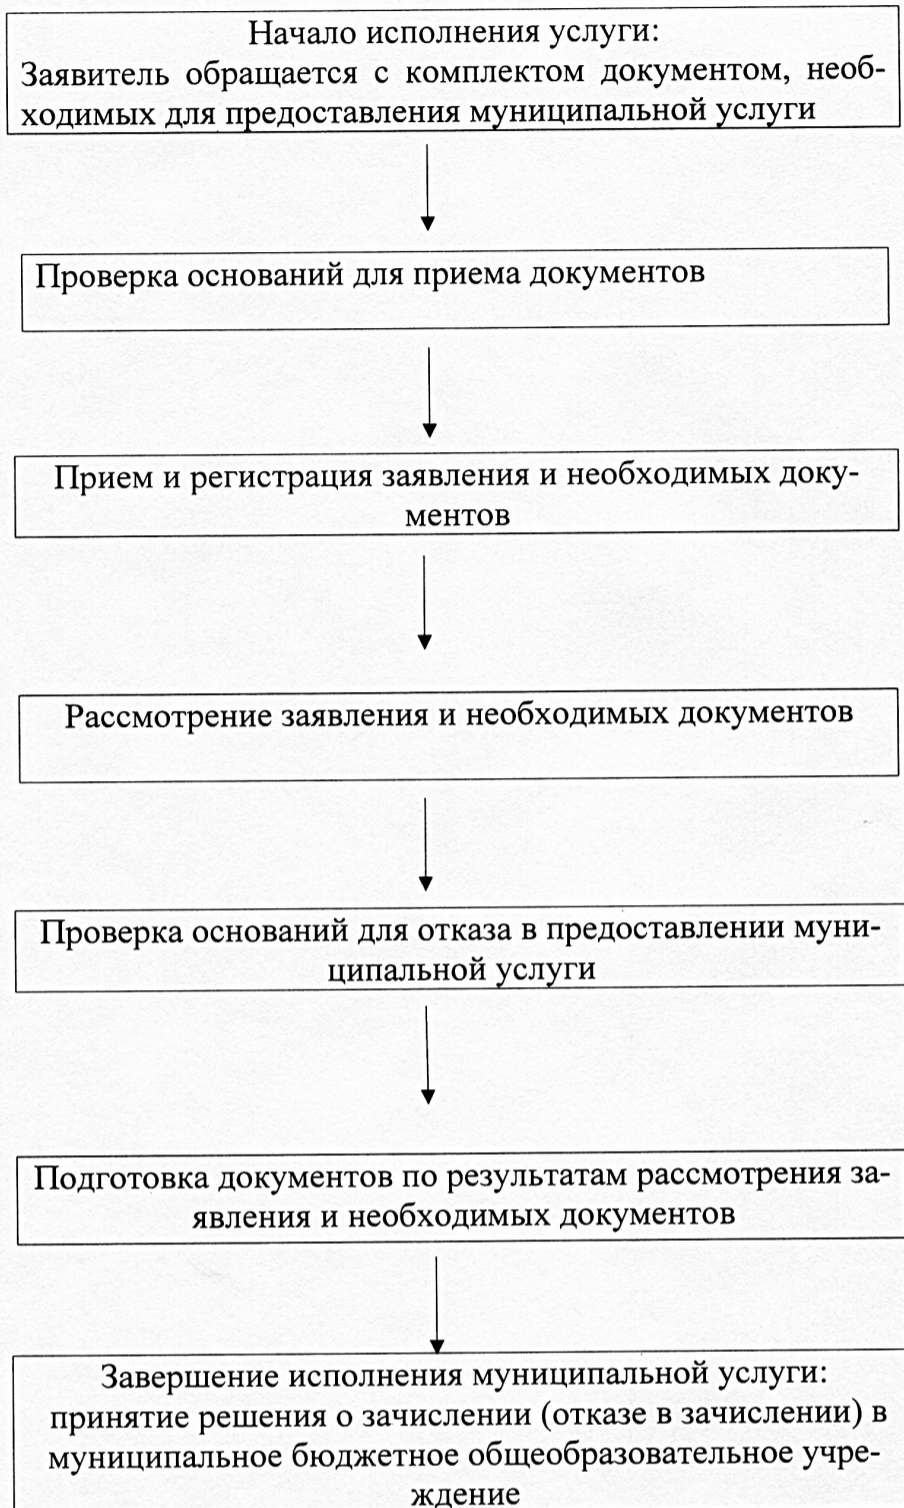 Начало исполнения услуги:
Заявитель обращается с комплектом документом, необ-
ходимых для предоставления муниципальной услуги
Проверка оснований для приема документов
Прием и регистрация заявления и необходимых доку-
ментов
Рассмотрение заявления и необходимых документов
Проверка оснований для отказа в предоставлении муни-
ципальной услуги
Подготовка документов по результатам рассмотрения за-
явления и необходимых документов
Завершение исполнения муниципальной услуги:
принятие решения о зачислении (отказе в зачислении) в
муниципальное бюджетное общеобразовательное учре-
ждение